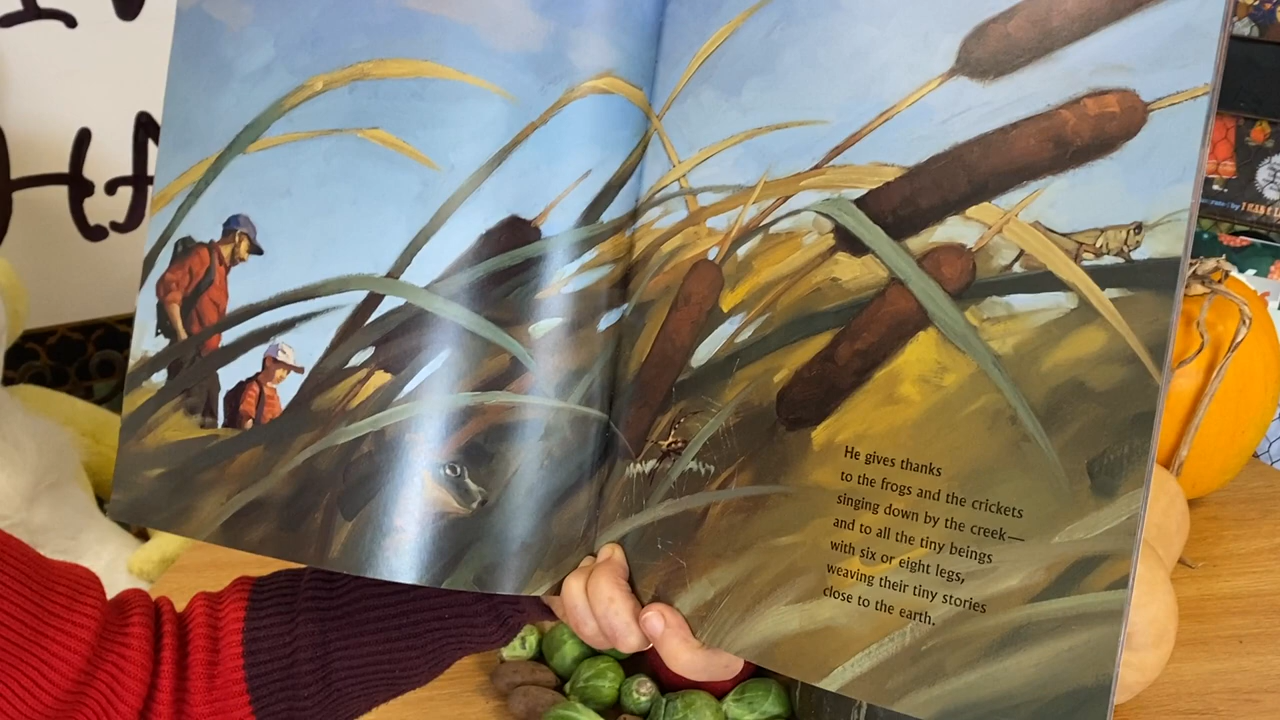 He gives thanks
to the frogs and the crickets
singing down by the creek—
and to all the tiny beings
with six or eight legs,
weaving their tiny stories
close to the earth.